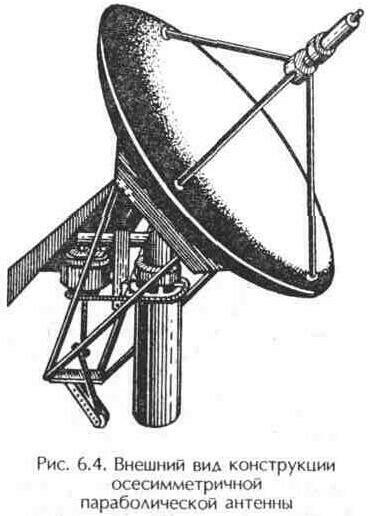 Рис. 6.4. Внешний вид конструкции
осесимметричной
параболической антенны